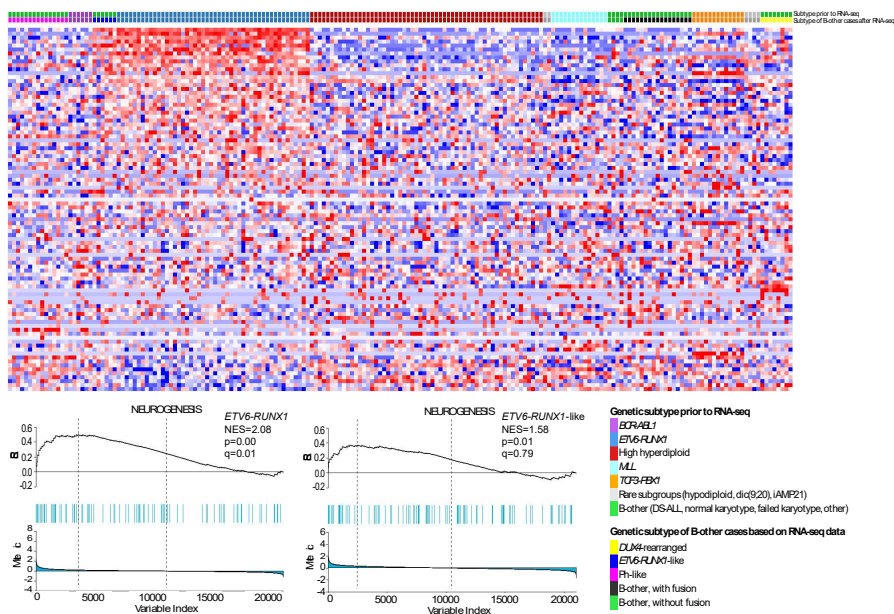 Subtype prior to RNA-seq
Subtype of B-other cases after RNA-seq
NEUROGENESIS
ETV6-RUNX1
NES=2.08
p=0.00
q=0.01
0.6
0.4
0.2
0.0
-0.2
8
6
4
2
0
-2
-4
0
5000
10000
15000
20000
Variable Index
NEUROGENESIS
ETV6-RUNX1-like
NES=1.58
p=0.01
q=0.79
0.6
0.4
0.2
0.0
-0.2
6
4
2
0
-2
-4
0
5000
10000
15000
20000
Variable Index
Genetic subtype prior to RNA-seq
BCR-ABL1
ETV6-RUNX1
High hyperdiploid
MLL
TCF3-PBX1
Rare subgroups (hypodiploid, dic(9;20), iAMP21)
B-other (DS-ALL, normal karyotype, failed karyotype, other)
Genetic subtype of B-other cases based on RNA-seq data
DUX4-rearranged
ETV6-RUNX1-like
Ph-like
B-other, with fusion
B-other, without fusion